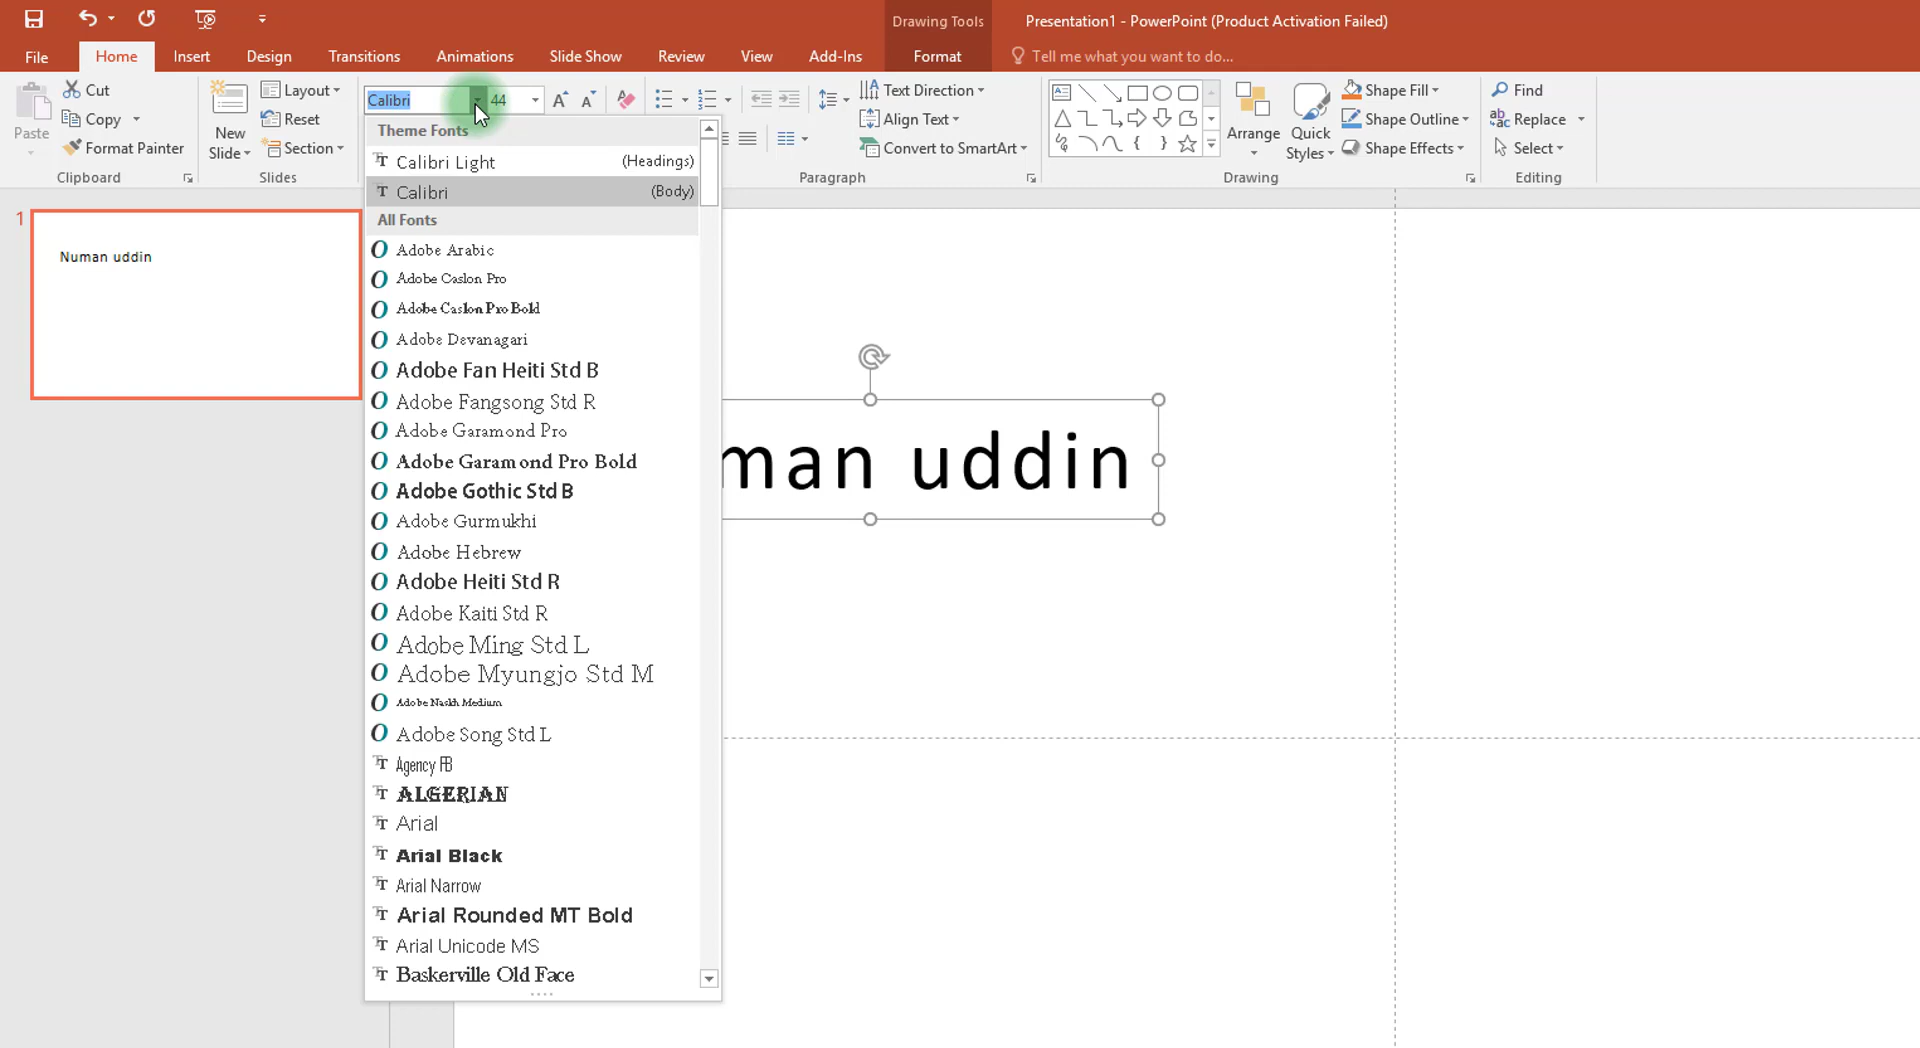 Drawing Tools
Presentation1 - PowerPoint (Product Activation Failed)
File Home Insert Design Transitions Animations Slide Show Review View Add-Ins Format Tell me what you want to do...
Paste
Cut
Copy
Format Painter
Clipboard
New Slide
Layout
Reset
Section
Slides
Calibri 44
Text Direction
Align Text
Convert to SmartArt
Paragraph
Arrange
Quick Styles
Shape Fill
Shape Outline
Shape Effects
Drawing
Find
Replace
Select
Editing
1
Numan uddin
Theme Fonts
Calibri Light (Headings)
Calibri (Body)
All Fonts
Adobe Arabic
Adobe Caslon Pro
Adobe Caslon Pro Bold
Adobe Devanagari
Adobe Fan Heiti Std B
Adobe Fangsong Std R
Adobe Garamond Pro
Adobe Garamond Pro Bold
Adobe Gothic Std B
Adobe Gurmukhi
Adobe Hebrew
Adobe Heiti Std R
Adobe Kaiti Std R
Adobe Ming Std L
Adobe Myungjo Std M
Adobe Naskh Medium
Adobe Song Std L
Agency FB
ALGERIAN
Arial
Arial Black
Arial Narrow
Arial Rounded MT Bold
Arial Unicode MS
Baskerville Old Face
man uddin